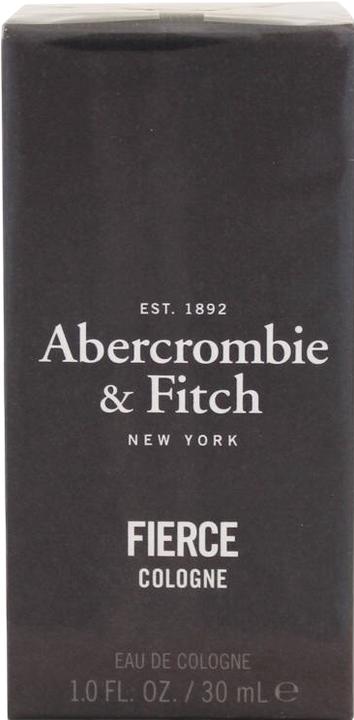 EST. 1892
Abercrombie
& Fitch
NEW YORK
FIERCE
COLOGNE
EAU DE COLOGNE
1.0 FL. OZ. / 30 mL ℮